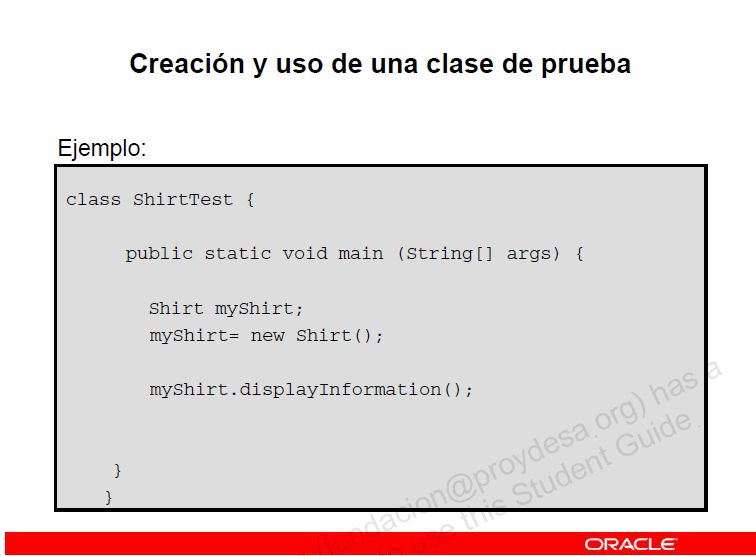 Creación y uso de una clase de prueba
Ejemplo:
class ShirtTest {
public static void main (String[] args) {
Shirt myShirt;
myShirt= new Shirt();
myShirt.displayInformation();
}
}
(fundacion@proydesa.org) has a
to use this Student Guide.
ORACLE